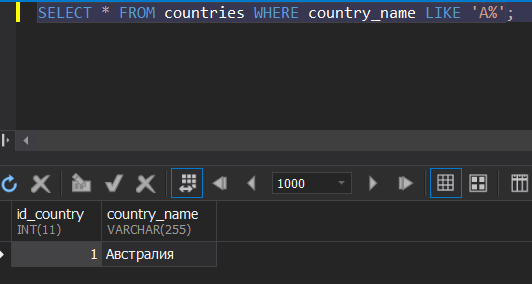 SELECT * FROM countries WHERE country_name LIKE 'A%';
1000
id_country country_name
INT(11) VARCHAR(255)
1 Австралия